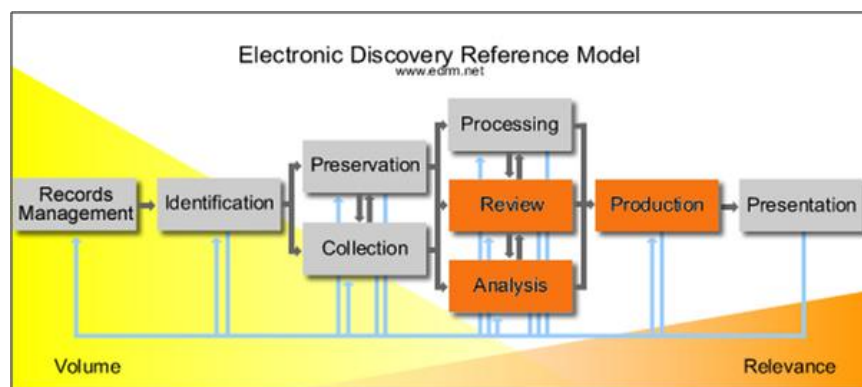 Electronic Discovery Reference Model
www.edrm.net
Processing
Preservation
Records
Management
Identification
Review
Production
Presentation
Collection
Analysis
Volume
Relevance